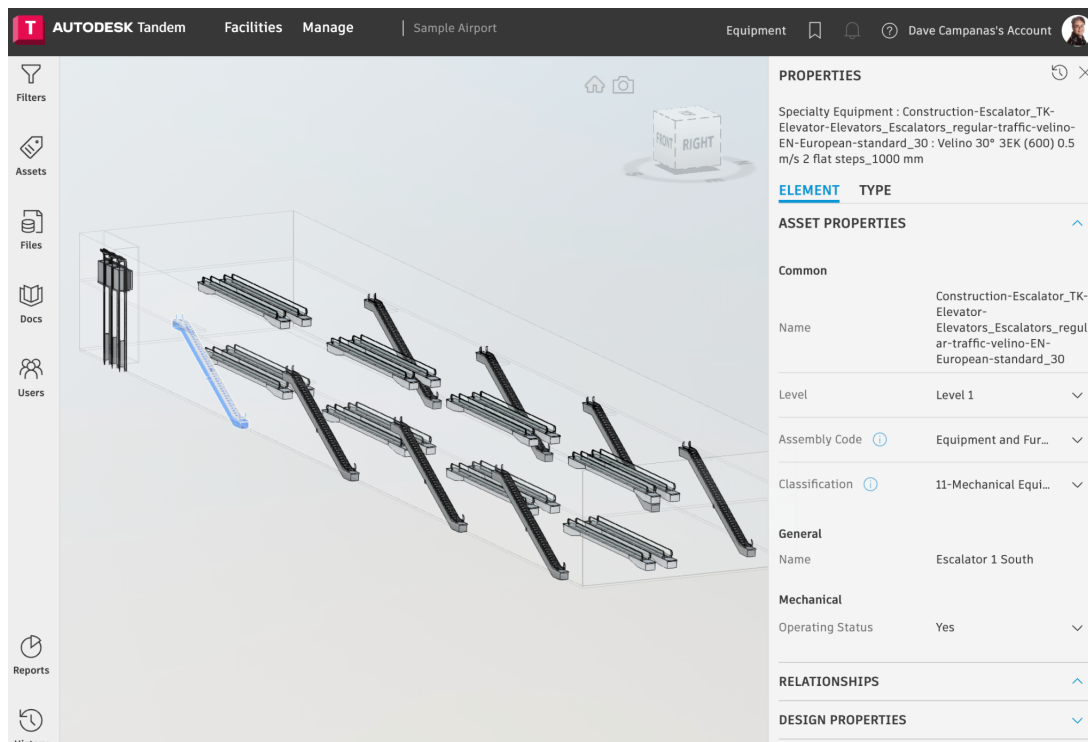 T AUTODESK Tandem
Facilities
Manage
Sample Airport
Equipment
Dave Campanas's Account
Filters
Assets
Files
Docs
Users
Reports
FRONT
RIGHT
PROPERTIES
Specialty Equipment : Construction-Escalator_TK-
Elevator-Elevators_Escalators_regular-traffic-velino-
EN-European-standard_30 : Velino 30° 3EK (600) 0.5
m/s 2 flat steps_1000 mm
ELEMENT TYPE
ASSET PROPERTIES
Common
Name
Construction-Escalator_TK-
Elevator-
Elevators_Escalators_regul
ar-traffic-velino-EN-
European-standard_30
Level Level 1
Assembly Code Equipment and Fur...
Classification 11-Mechanical Equi...
General
Name Escalator 1 South
Mechanical
Operating Status Yes
RELATIONSHIPS
DESIGN PROPERTIES